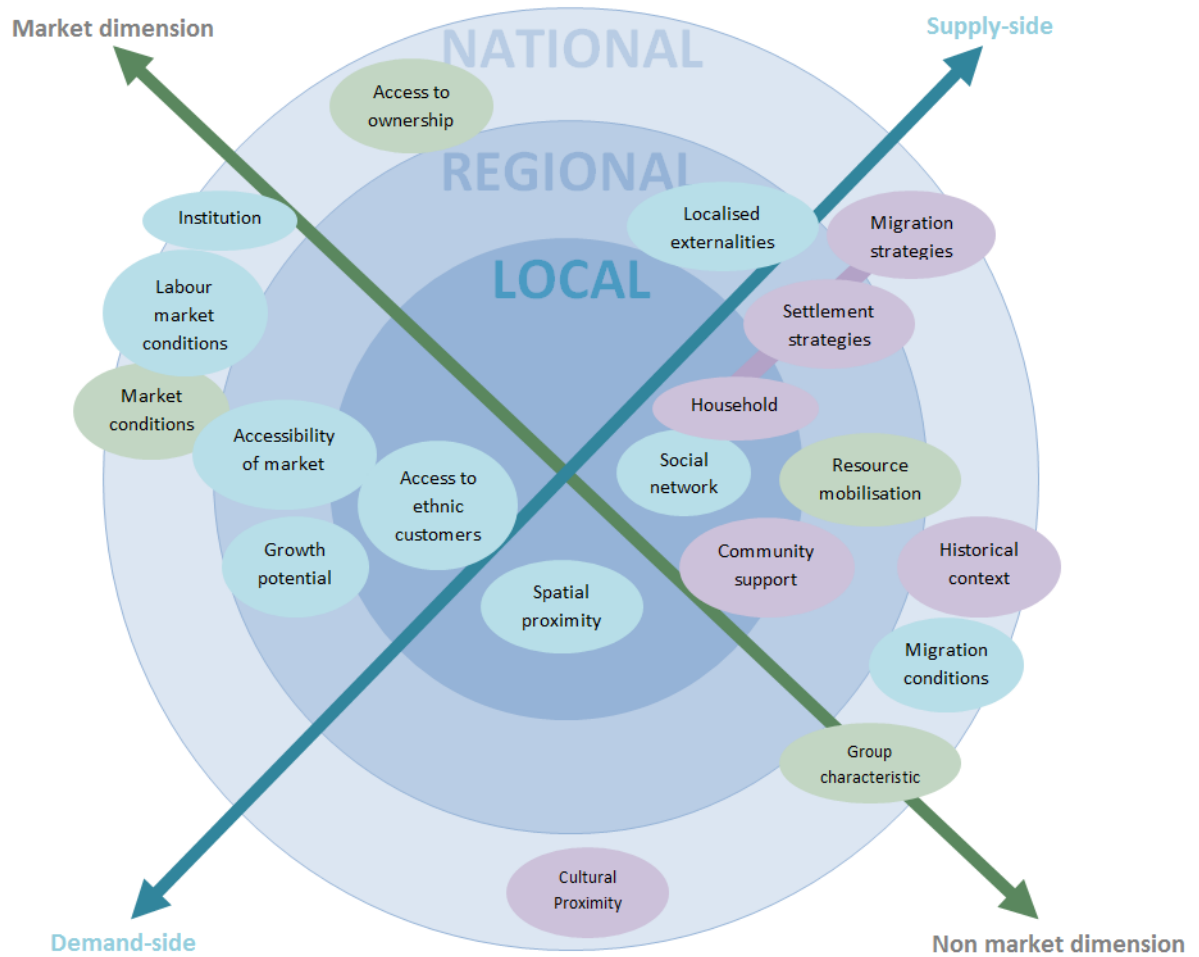 Market dimension
Supply-side
NATIONAL
Access to
ownership
REGIONAL
Institution
Localised
externalities
Migration
strategies
LOCAL
Labour
market
conditions
Settlement
strategies
Market
conditions
Household
Accessibility
of market
Social
network
Resource
mobilisation
Access to
ethnic
customers
Growth
potential
Community
support
Historical
context
Spatial
proximity
Migration
conditions
Group
characteristic
Cultural
Proximity
Demand-side
Non market dimension